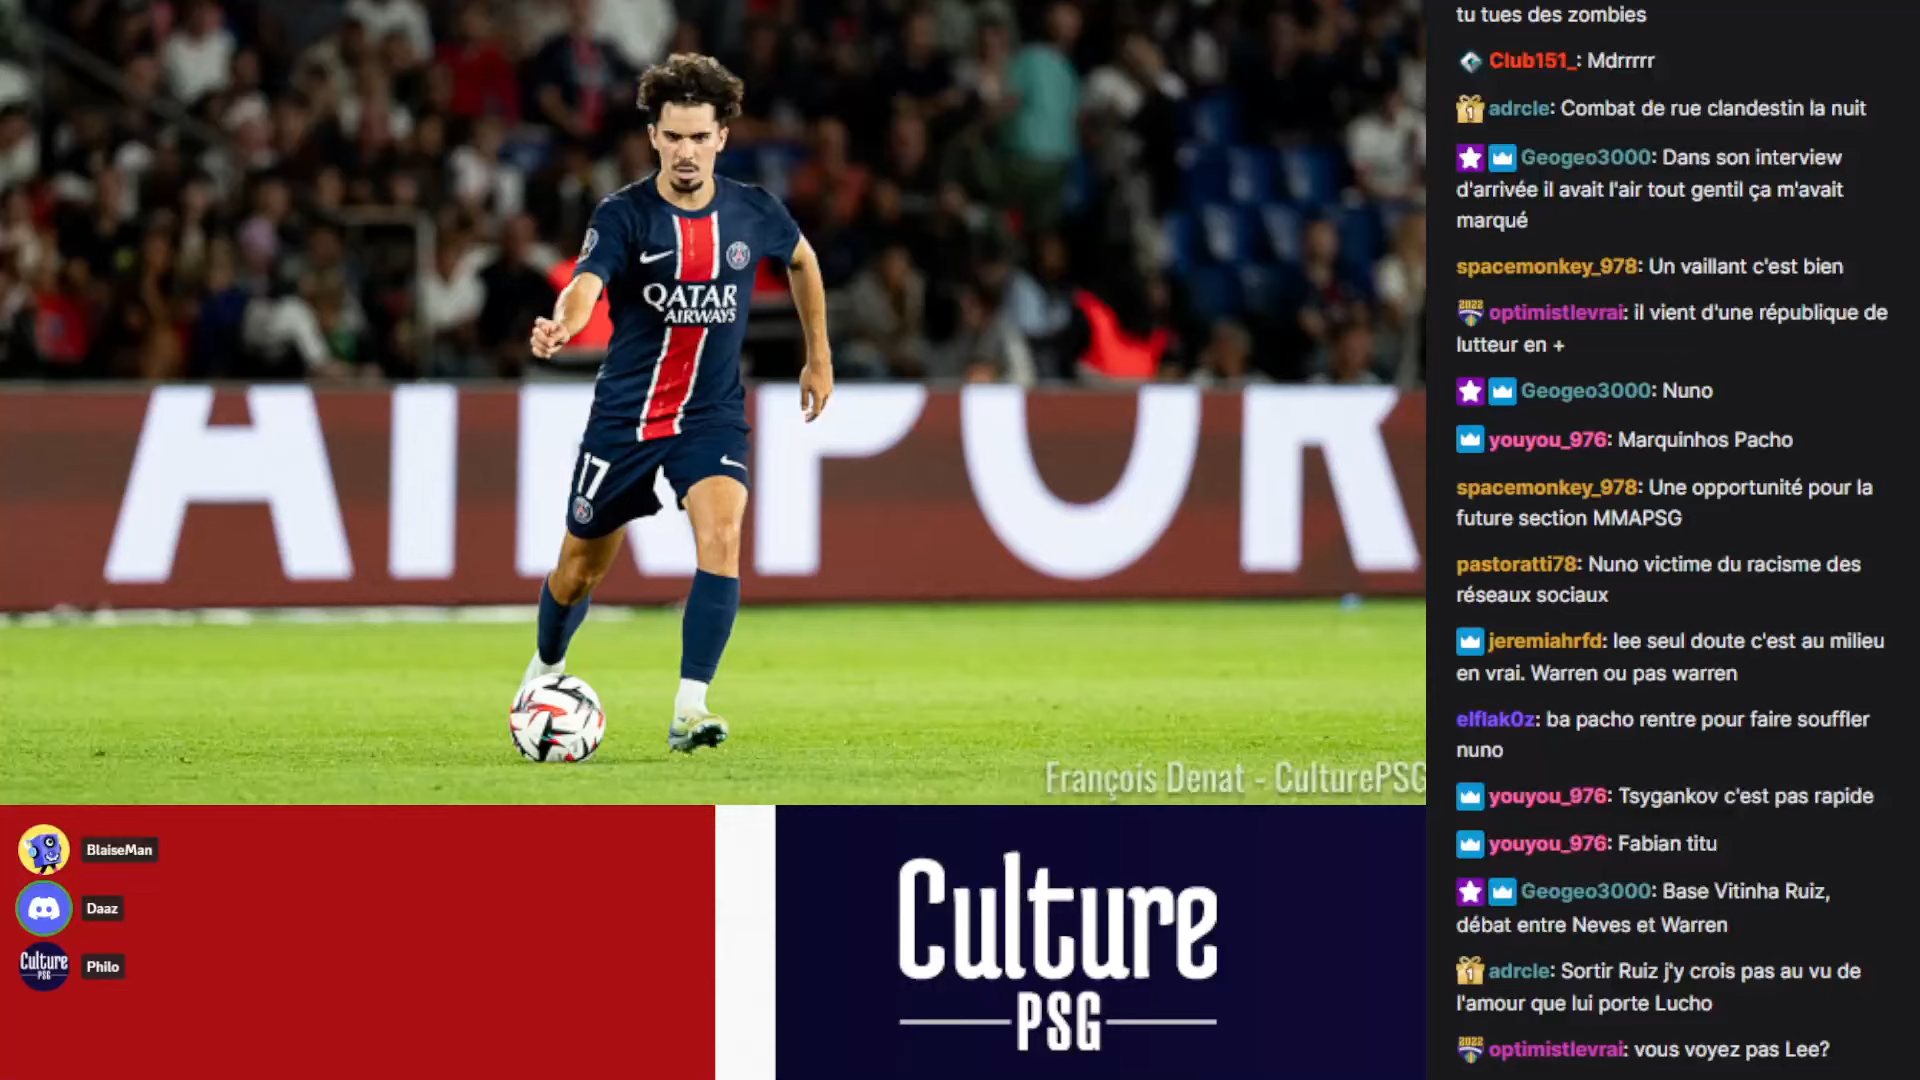 QATAR
AIRWAYS
17
AIRPOR
François Denat - CulturePSG
BlaiseMan
Daaz
Culture
PSG
Philo
Culture
PSG
tu tues des zombies
Club151_: Mdrrrrr
adrcle: Combat de rue clandestin la nuit
Geogeo3000: Dans son interview
d'arrivée il avait l'air tout gentil ça m'avait
marqué
spacemonkey_978: Un vaillant c'est bien
optimistlevrai: il vient d'une république de
lutteur en +
Geogeo3000: Nuno
youyou_976: Marquinhos Pacho
spacemonkey_978: Une opportunité pour la
future section MMAPSG
pastoratti78: Nuno victime du racisme des
réseaux sociaux
jeremiahrfd: lee seul doute c'est au milieu
en vrai. Warren ou pas warren
elflak0z: ba pacho rentre pour faire souffler
nuno
youyou_976: Tsygankov c'est pas rapide
youyou_976: Fabian titu
Geogeo3000: Base Vitinha Ruiz,
débat entre Neves et Warren
adrcle: Sortir Ruiz j'y crois pas au vu de
l'amour que lui porte Lucho
optimistlevrai: vous voyez pas Lee?